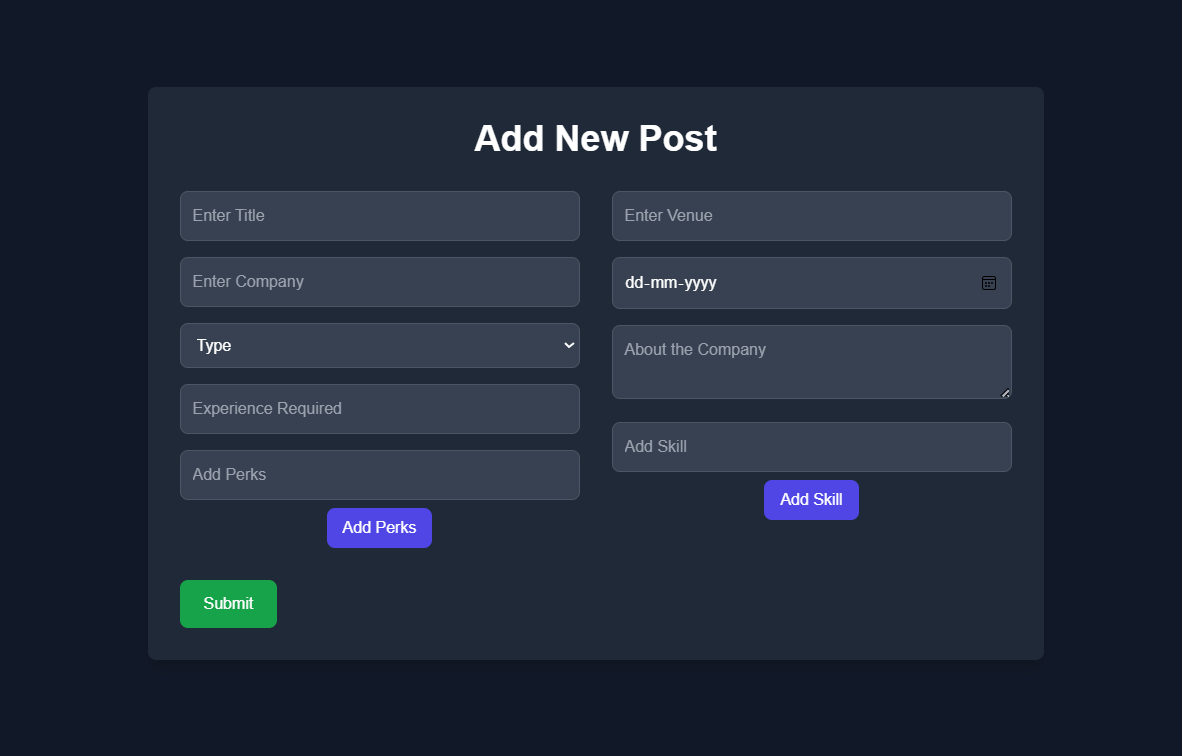 Add New Post
Enter Title
Enter Company
Type
Experience Required
Add Perks
Add Perks
Enter Venue
dd-mm-yyyy
About the Company
Add Skill
Add Skill
Submit